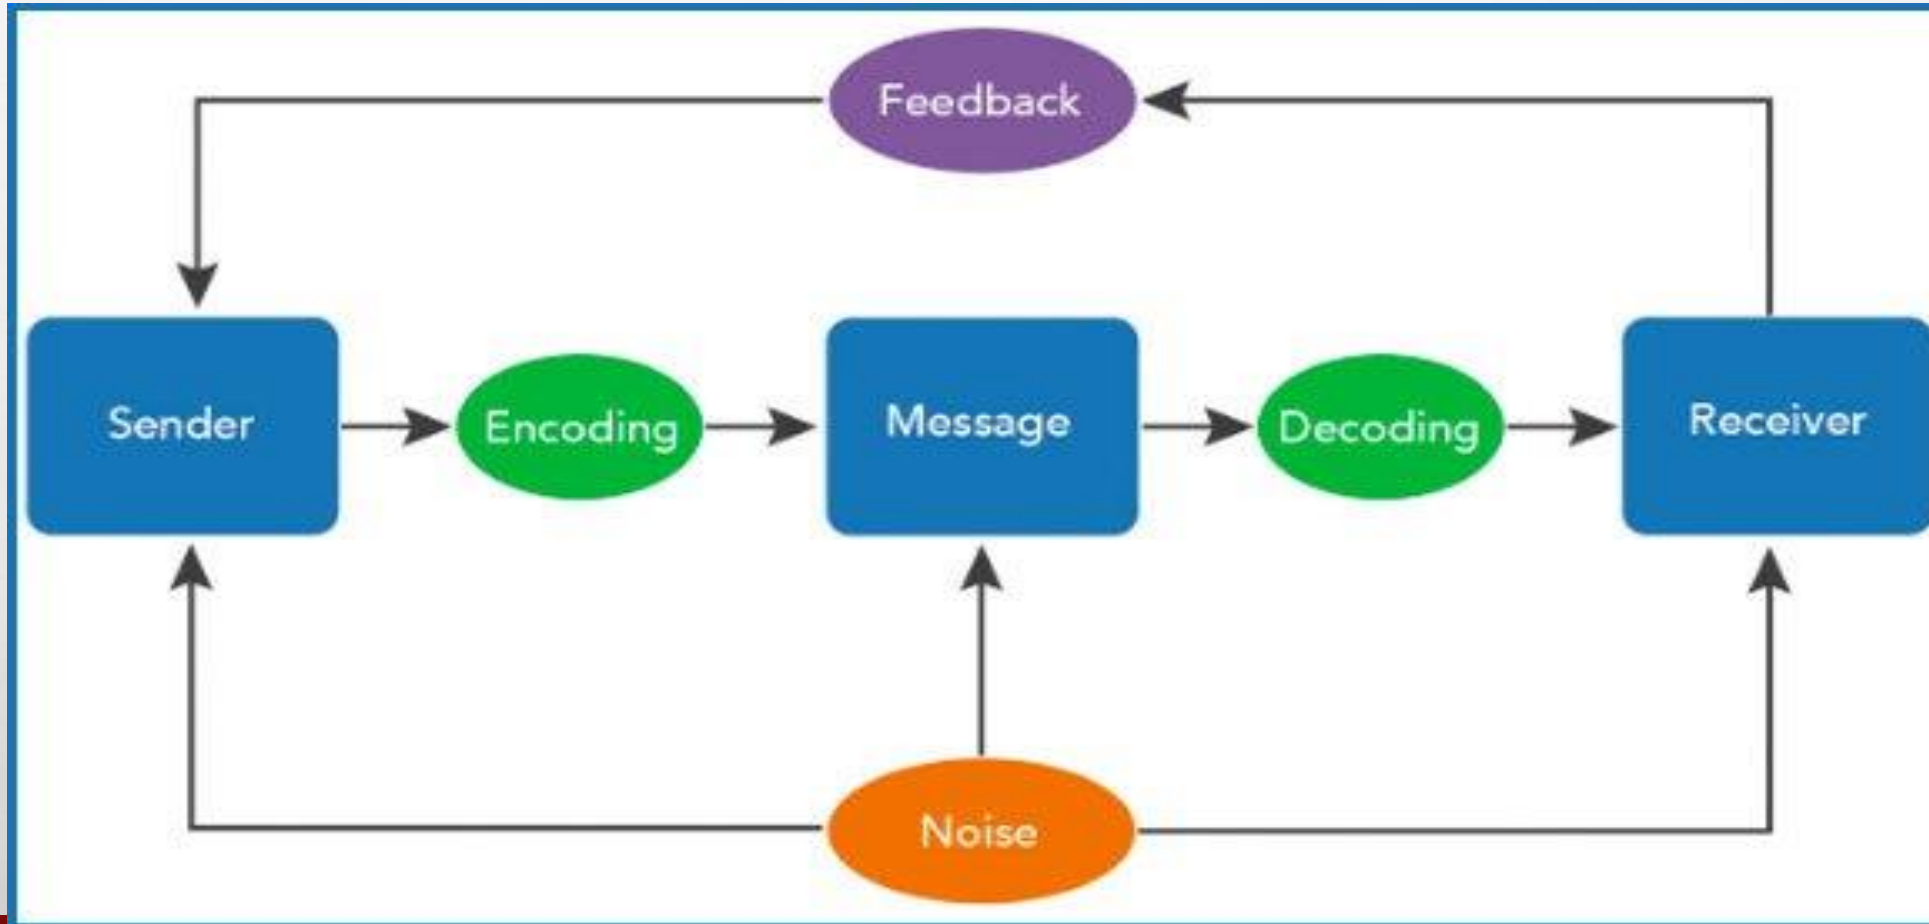 Feedback
Sender
Encoding
Message
Decoding
Receiver
Noise